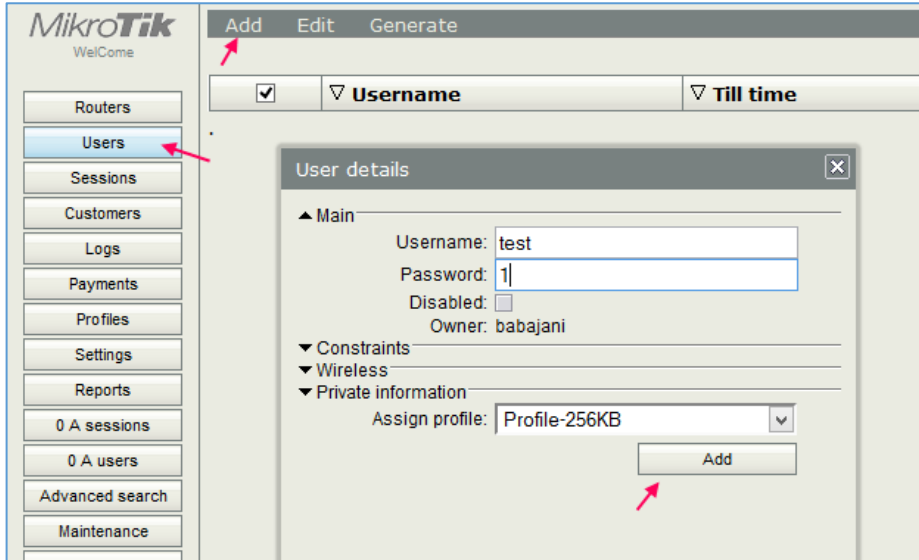 MikroTik
WelCome
Routers
Users
Sessions
Customers
Logs
Payments
Profiles
Settings
Reports
0 A sessions
0 A users
Advanced search
Maintenance
Add Edit Generate
Username Till time
User details
Main
Username: test
Password: 1
Disabled:
Owner: babajani
Constraints
Wireless
Private information
Assign profile: Profile-256KB
Add